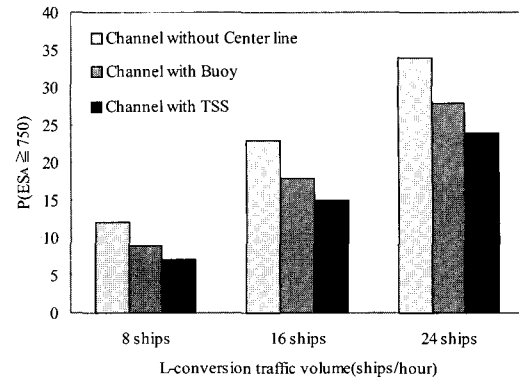 40
35
30
25
20
15
10
5
0
P(ESA ≧ 750)
Channel without Center line
Channel with Buoy
Channel with TSS
8 ships
16 ships
24 ships
L-conversion traffic volume(ships/hour)